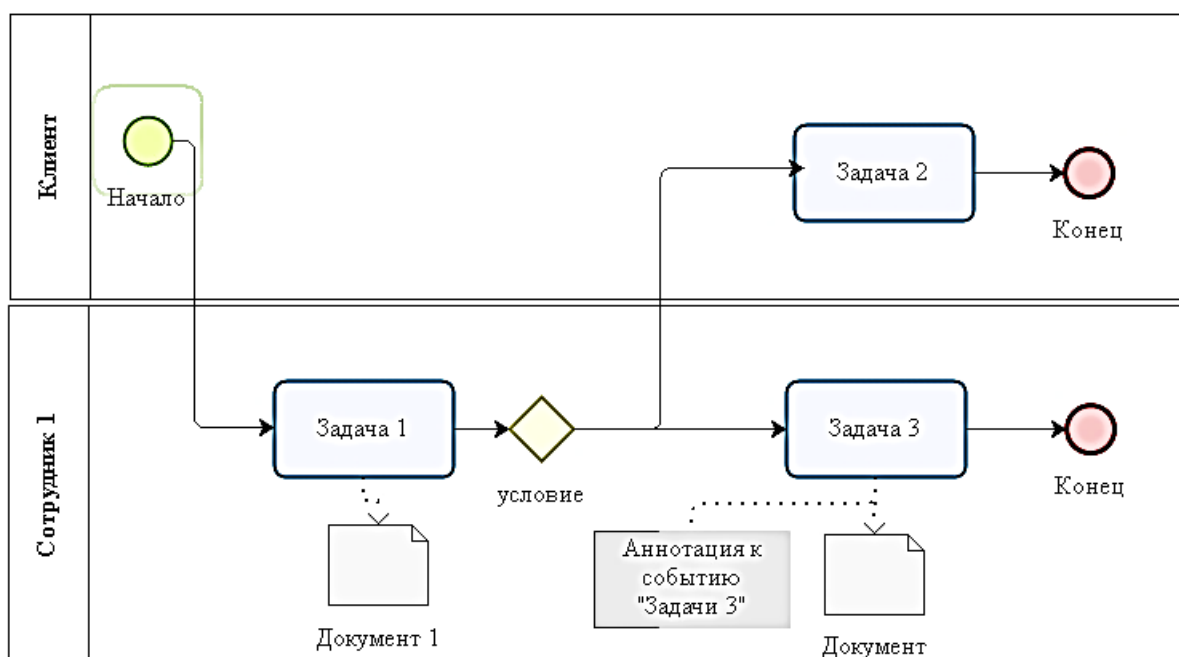 Клиент
Начало
Задача 2
Конец
Сотрудник 1
Задача 1
условие
Задача 3
Конец
Документ 1
Аннотация к
событию
"Задачи 3"
Документ